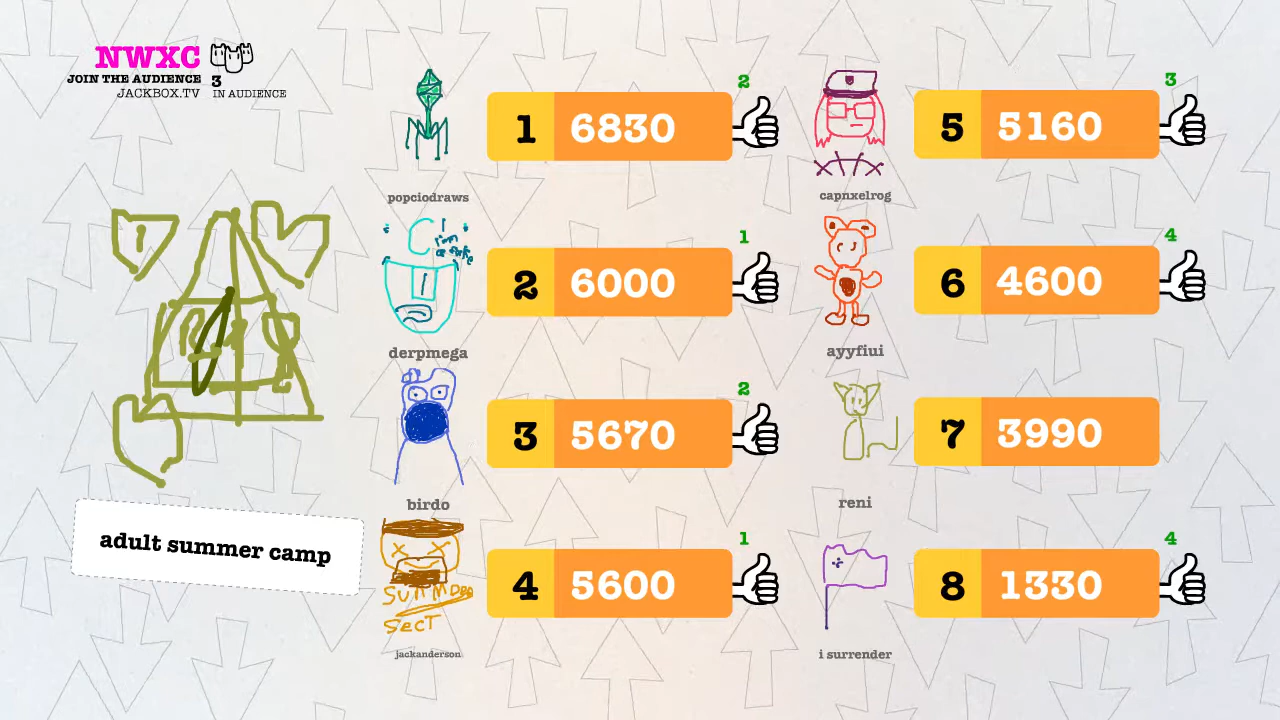 NWXC
JOIN THE AUDIENCE
JACKBOX.TV
3
IN AUDIENCE
adult summer camp
popciodraws
1 6830
2
derpmega
2 6000
1
birdo
3 5670
2
SUMMDAA
SecT
jackanderson
4 5600
1
capnxelrog
5 5160
3
ayyfiui
6 4600
4
reni
7 3990
i surrender
8 1330
4